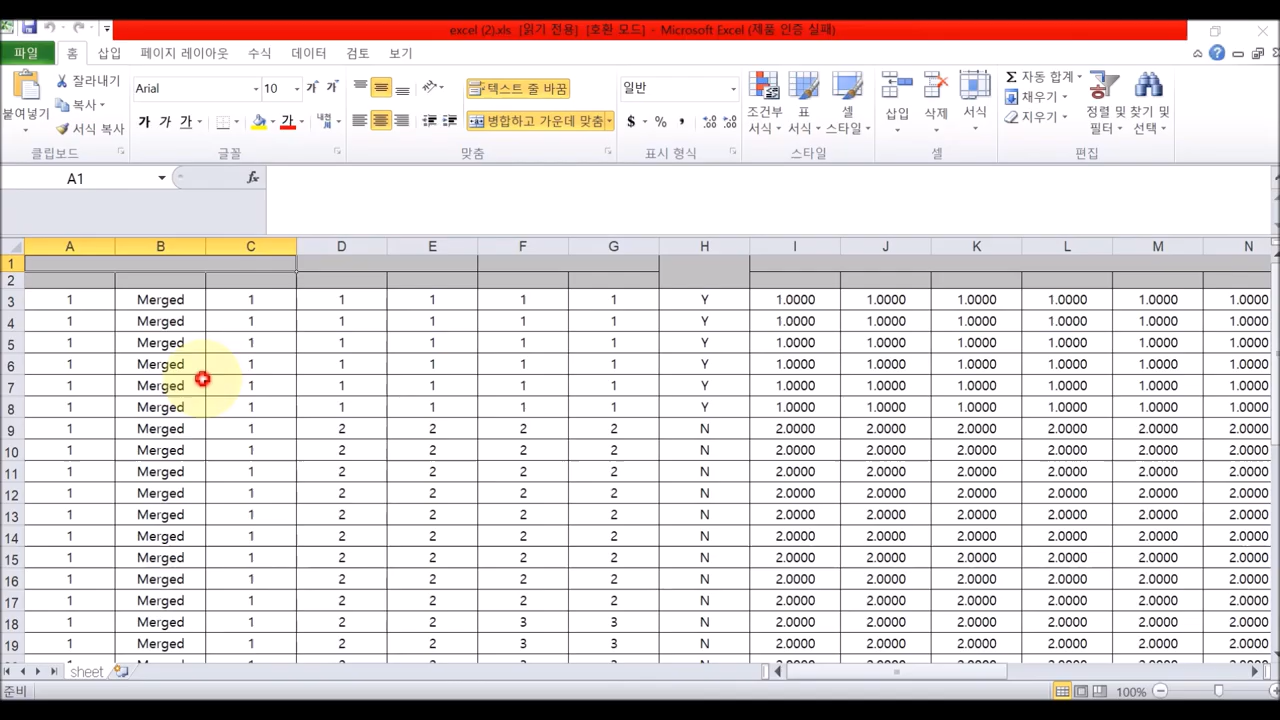 excel (2).xls  [읽기 전용]  [호환 모드] - Microsoft Excel (제품 인증 실패)
파일 홈 삽입 페이지 레이아웃 수식 데이터 검토 보기
잘라내기 Arial 10 텍스트 줄 바꿈 일반 자동 합계
붙여넣기 복사 조건부 서식 표 서식 셀 스타일 삽입 삭제 서식 채우기 정렬 및 필터 찾기 및 선택
서식 복사 가 가 가 가 병합하고 가운데 맞춤 $ % , 지우기
클립보드 글꼴 맞춤 표시 형식 스타일 셀 편집
A1 fx
A B C D E F G H I J K L M N
1
2
3 1 Merged 1 1 1 1 1 Y 1.0000 1.0000 1.0000 1.0000 1.0000 1.0000
4 1 Merged 1 1 1 1 1 Y 1.0000 1.0000 1.0000 1.0000 1.0000 1.0000
5 1 Merged 1 1 1 1 1 Y 1.0000 1.0000 1.0000 1.0000 1.0000 1.0000
6 1 Merged 1 1 1 1 1 Y 1.0000 1.0000 1.0000 1.0000 1.0000 1.0000
7 1 Merged 1 1 1 1 1 Y 1.0000 1.0000 1.0000 1.0000 1.0000 1.0000
8 1 Merged 1 1 1 1 1 Y 1.0000 1.0000 1.0000 1.0000 1.0000 1.0000
9 1 Merged 1 2 2 2 2 N 2.0000 2.0000 2.0000 2.0000 2.0000 2.0000
10 1 Merged 1 2 2 2 2 N 2.0000 2.0000 2.0000 2.0000 2.0000 2.0000
11 1 Merged 1 2 2 2 2 N 2.0000 2.0000 2.0000 2.0000 2.0000 2.0000
12 1 Merged 1 2 2 2 2 N 2.0000 2.0000 2.0000 2.0000 2.0000 2.0000
13 1 Merged 1 2 2 2 2 N 2.0000 2.0000 2.0000 2.0000 2.0000 2.0000
14 1 Merged 1 2 2 2 2 N 2.0000 2.0000 2.0000 2.0000 2.0000 2.0000
15 1 Merged 1 2 2 2 2 N 2.0000 2.0000 2.0000 2.0000 2.0000 2.0000
16 1 Merged 1 2 2 2 2 N 2.0000 2.0000 2.0000 2.0000 2.0000 2.0000
17 1 Merged 1 2 2 2 2 N 2.0000 2.0000 2.0000 2.0000 2.0000 2.0000
18 1 Merged 1 2 2 3 3 N 2.0000 2.0000 2.0000 2.0000 2.0000 2.0000
19 1 Merged 1 2 2 3 3 N 2.0000 2.0000 2.0000 2.0000 2.0000 2.0000
sheet
준비 100%